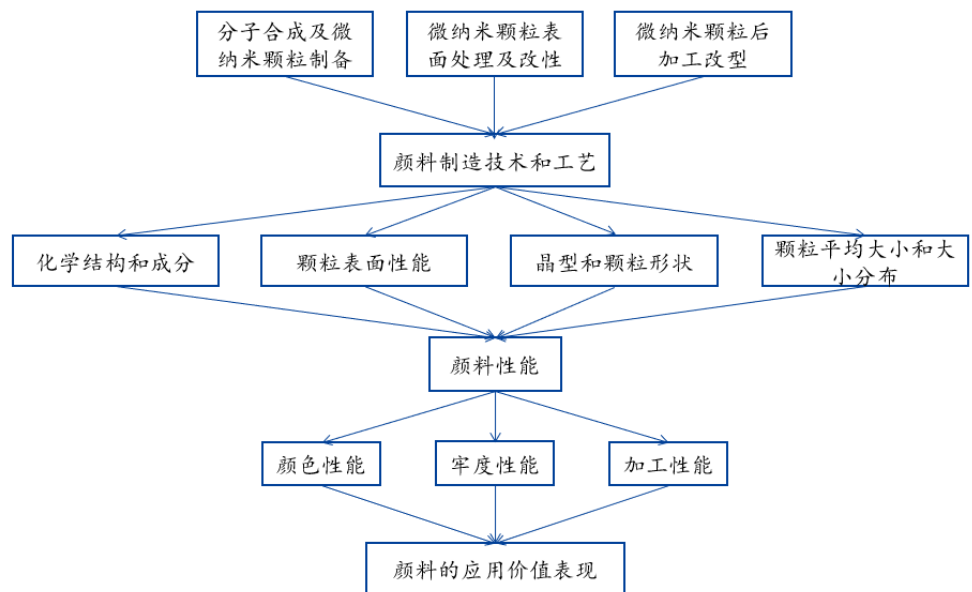 分子合成及微
纳米颗粒制备
微纳米颗粒表
面处理及改性
微纳米颗粒后
加工改型
颜料制造技术和工艺
化学结构和成分
颗粒表面性能
晶型和颗粒形状
颗粒平均大小和大
小分布
颜料性能
颜色性能
牢度性能
加工性能
颜料的应用价值表现